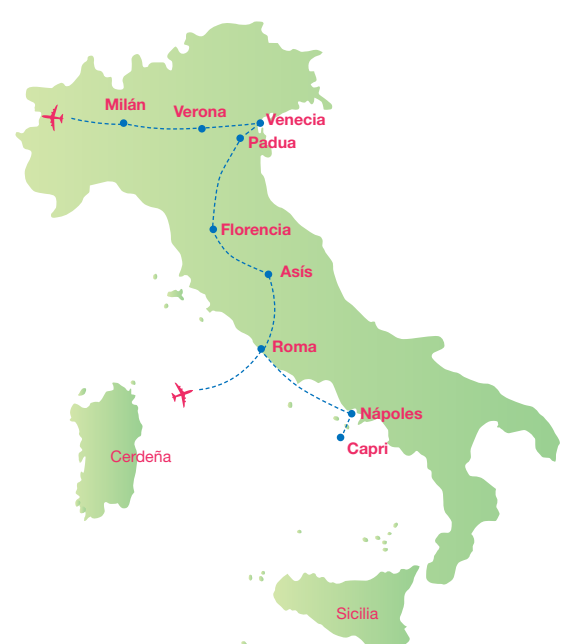 Milán
Verona
Venecia
Padua
Florencia
Asís
Roma
Nápoles
Capri
Cerdeña
Sicilia